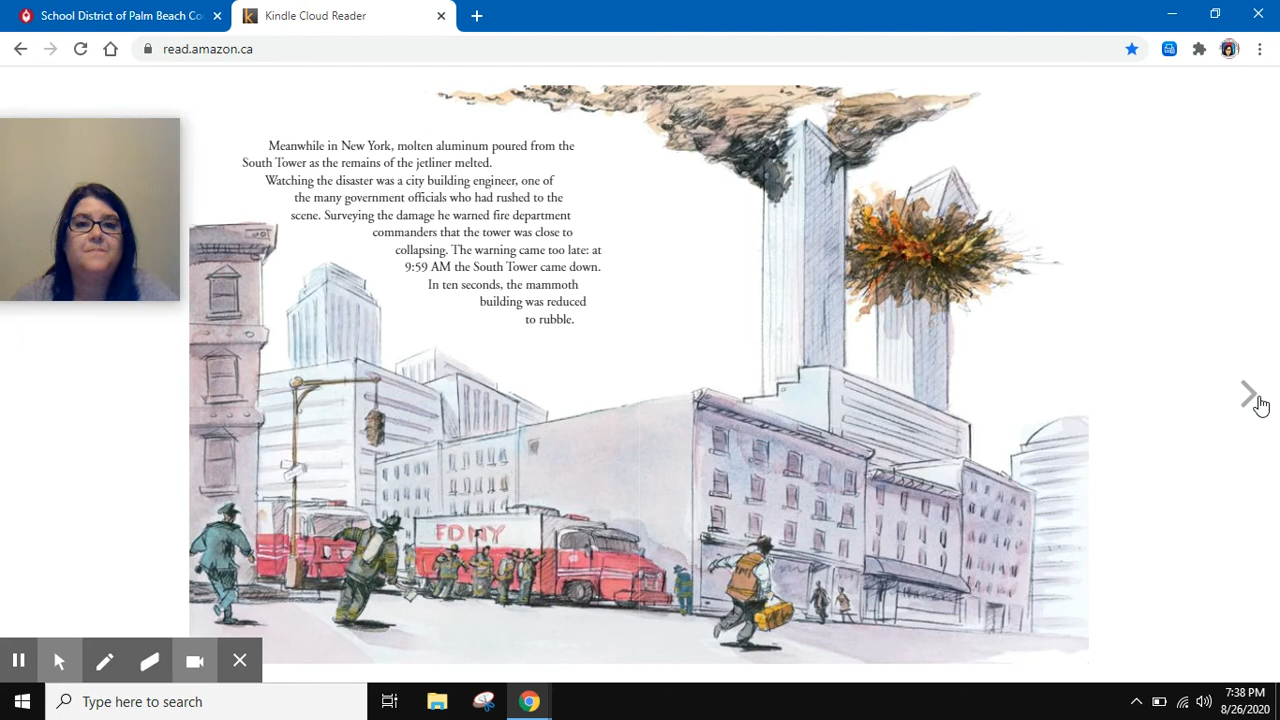 School District of Palm Beach Co
Kindle Cloud Reader
read.amazon.ca
Meanwhile in New York, molten aluminum poured from the
South Tower as the remains of the jetliner melted.
Watching the disaster was a city building engineer, one of
the many government officials who had rushed to the
scene. Surveying the damage he warned fire department
commanders that the tower was close to
collapsing. The warning came too late: at
9:59 AM the South Tower came down.
In ten seconds, the mammoth
building was reduced
to rubble.
FDNY
Type here to search
7:38 PM
8/26/2020